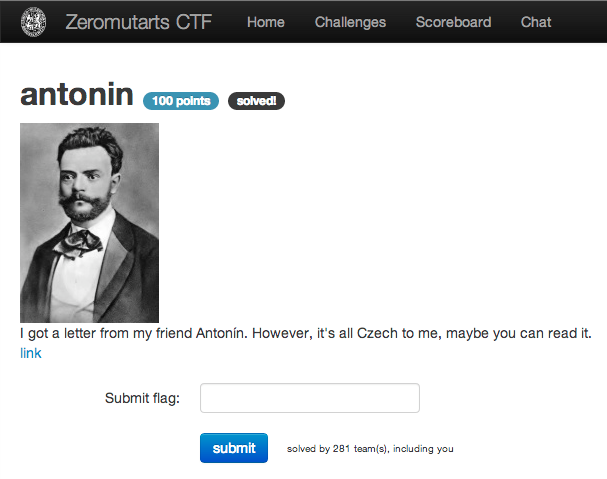 Zeromutarts CTF Home Challenges Scoreboard Chat
antonin 100 points solved!
I got a letter from my friend Antonín. However, it's all Czech to me, maybe you can read it.
link
Submit flag:
submit solved by 281 team(s), including you